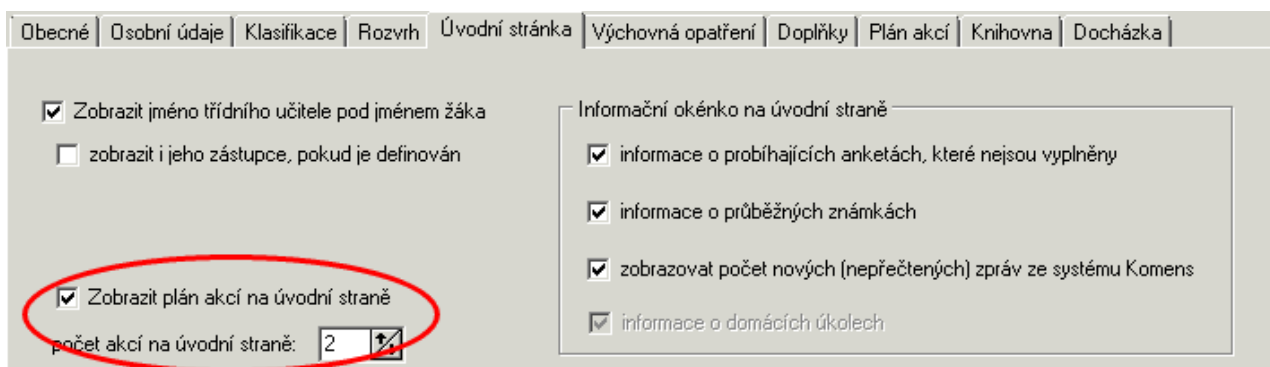 Obecné Osobní údaje Klasifikace Rozvrh Úvodní stránka Výchovná opatření Doplňky Plán akcí Knihovna Docházka
Zobrazit jméno třídního učitele pod jménem žáka
zobrazit i jeho zástupce, pokud je definován
Zobrazit plán akcí na úvodní straně
počet akcí na úvodní straně: 2
Informační okénko na úvodní straně
informace o probíhajících anketách, které nejsou vyplněny
informace o průběžných známkách
zobrazovat počet nových (nepřečtených) zpráv ze systému Komens
informace o domácích úkolech